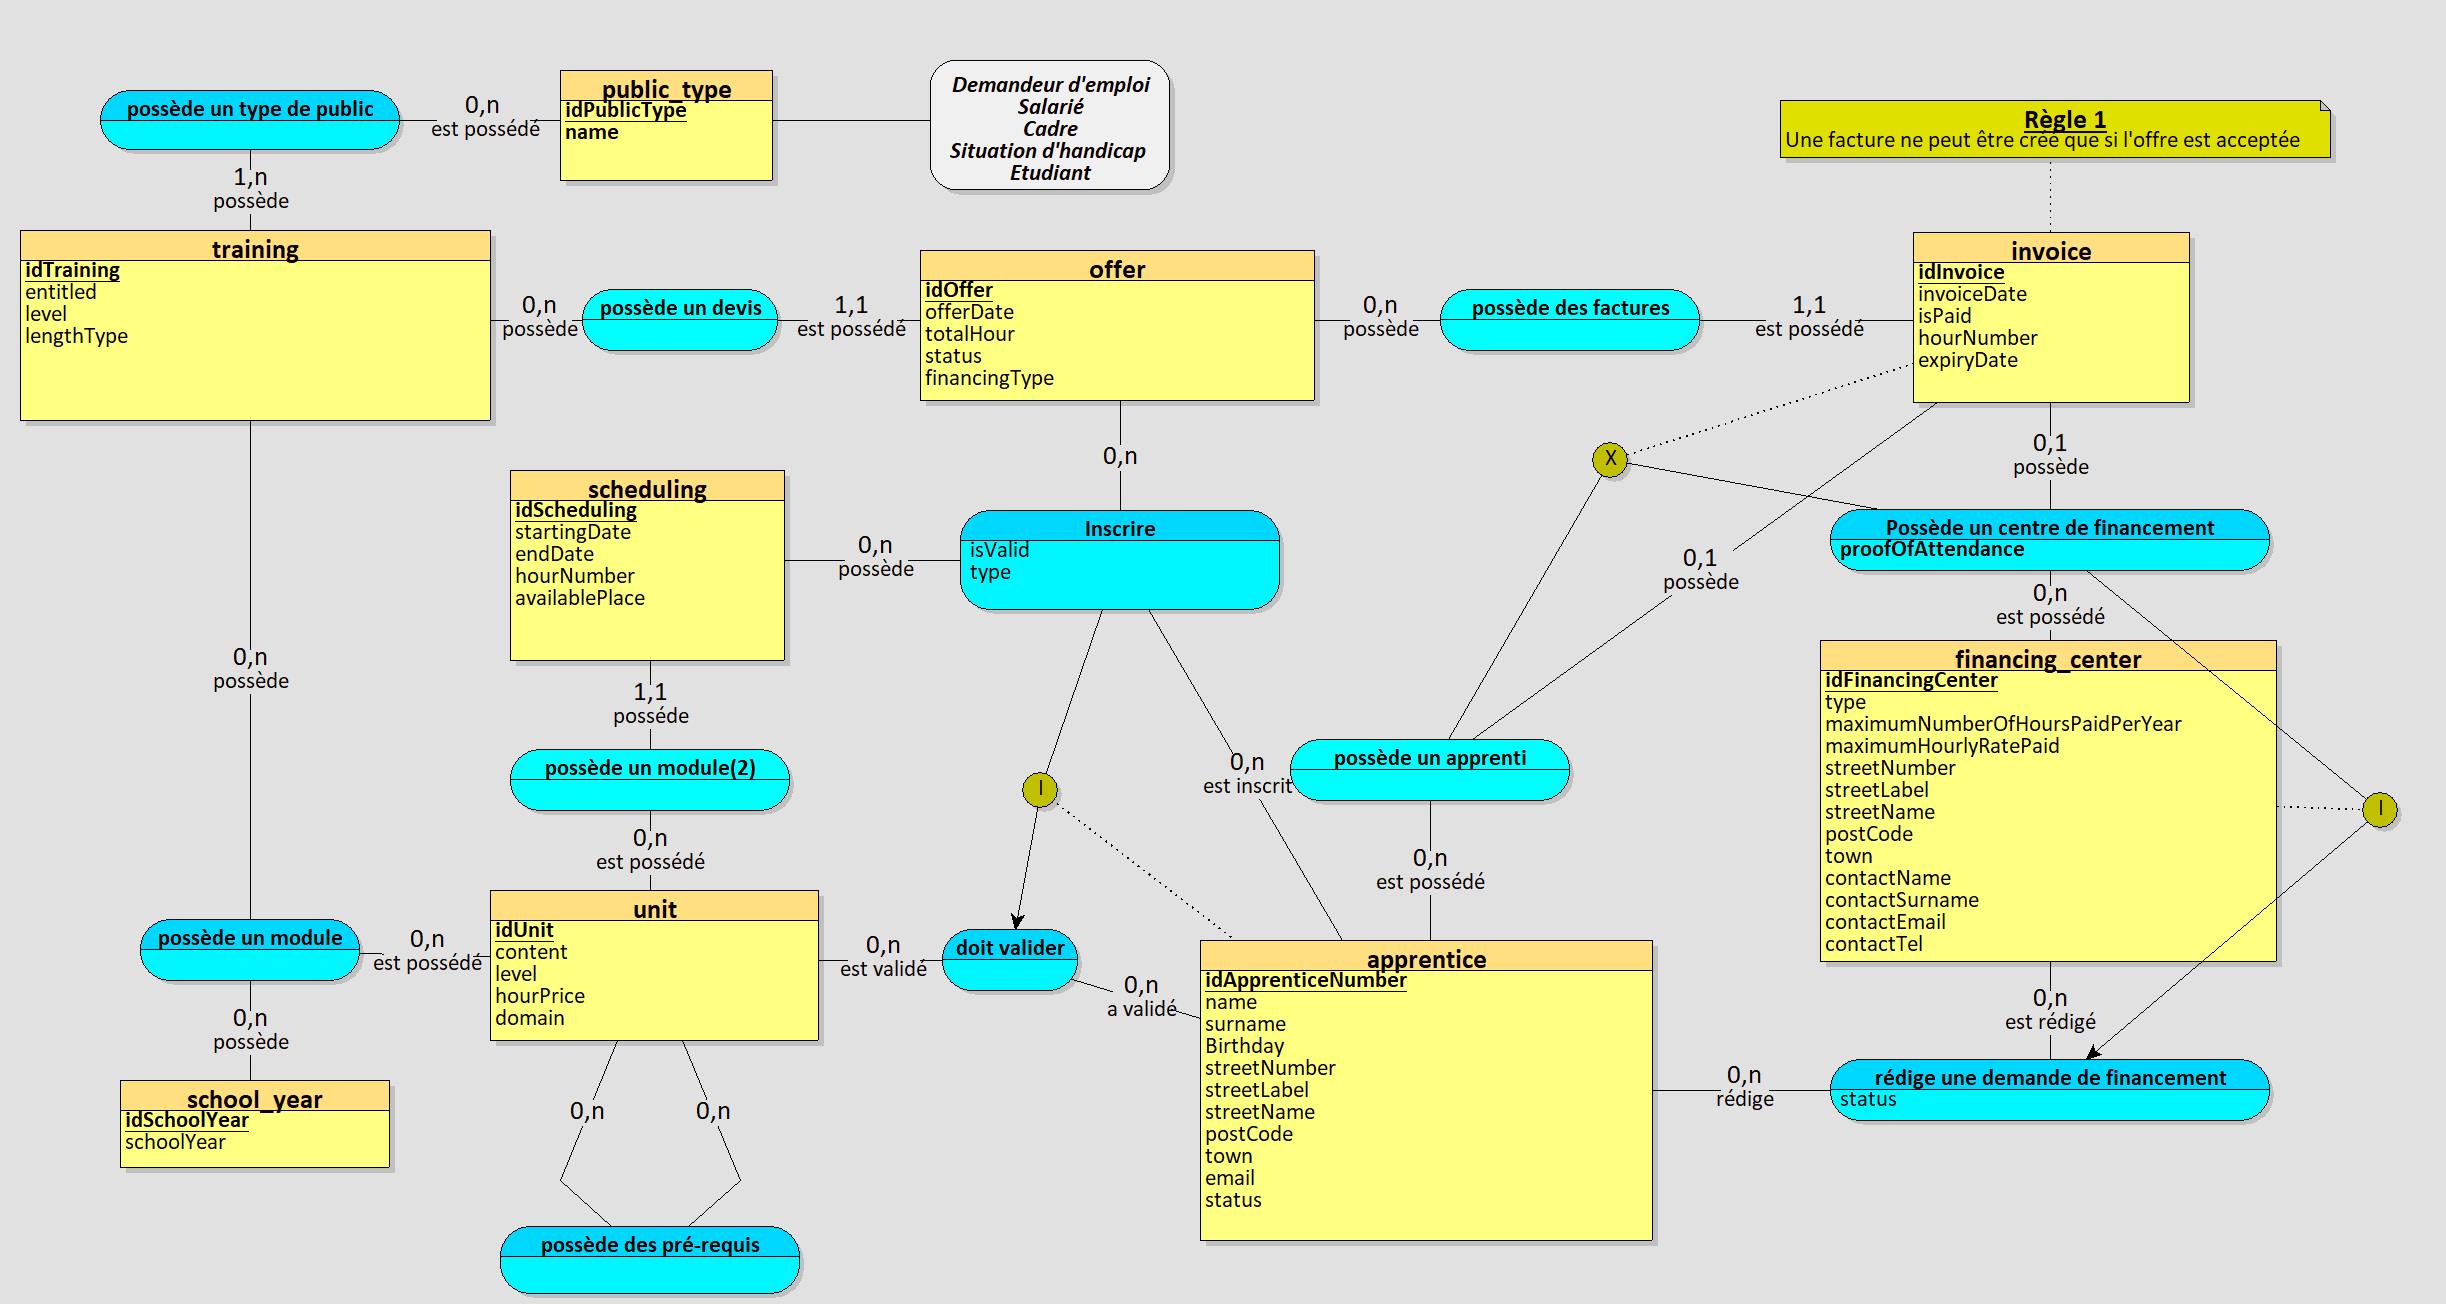 possède un type de public
0,n
est possédé
public_type
idPublicType
name
Demandeur d'emploi
Salarié
Cadre
Situation d'handicap
Etudiant
Règle 1
Une facture ne peut être créé que si l'offre est acceptée
1,n
possède
training
idTraining
entitled
level
lengthType
0,n
possède
possède un devis
1,1
est possédé
offer
idOffer
offerDate
totalHour
status
financingType
0,n
possède
possède des factures
1,1
est possédé
invoice
idInvoice
invoiceDate
isPaid
hourNumber
expiryDate
0,n
X
0,1
possède
scheduling
idScheduling
startingDate
endDate
hourNumber
availablePlace
0,n
possède
Inscrire
isValid
type
0,1
possède
Possède un centre de financement
proofOfAttendance
0,n
est possédé
0,n
possède
1,1
posséde
possède un module(2)
0,n
est possédé
I
0,n
est inscrit
possède un apprenti
0,n
est possédé
financing_center
idFinancingCenter
type
maximumNumberOfHoursPaidPerYear
maximumHourlyRatePaid
streetNumber
streetLabel
streetName
postCode
town
contactName
contactSurname
contactEmail
contactTel
I
possède un module
0,n
est possédé
unit
idUnit
content
level
hourPrice
domain
0,n
est validé
doit valider
0,n
a validé
apprentice
idApprenticeNumber
name
surname
Birthday
streetNumber
streetLabel
streetName
postCode
town
email
status
0,n
est rédigé
0,n
rédige
rédige une demande de financement
status
0,n
possède
school_year
idSchoolYear
schoolYear
0,n
0,n
possède des pré-requis